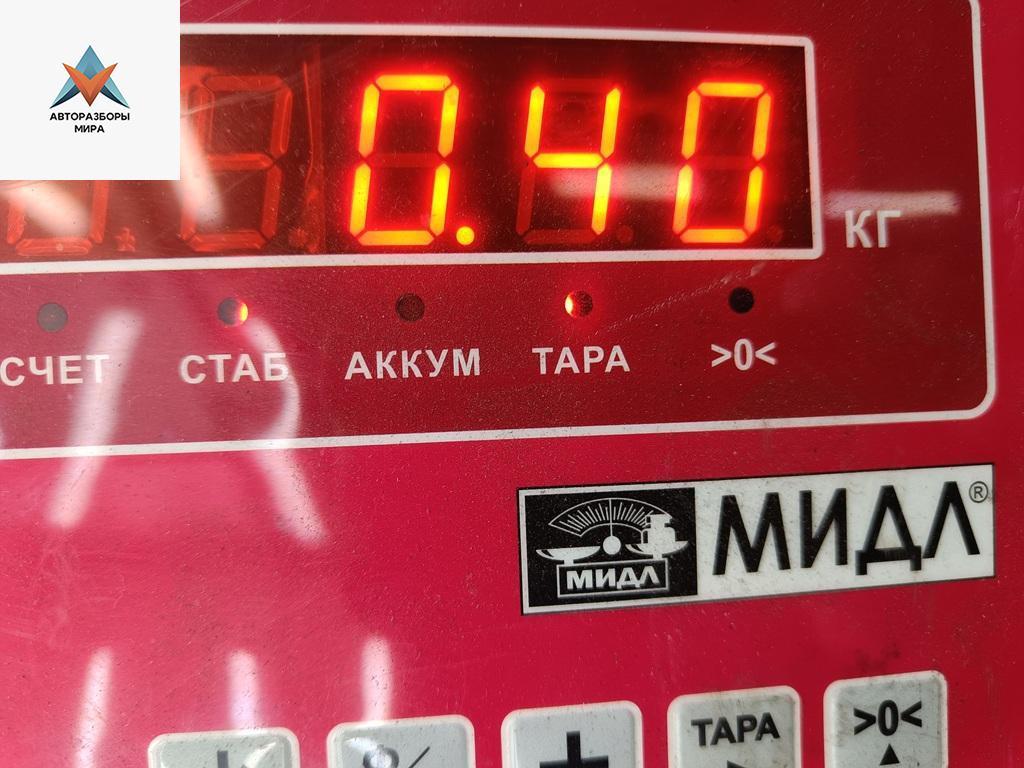 АВТОРАЗБОРЫ
МИРА
0.40
КГ
СЧЕТ СТАБ АККУМ ТАРА >0<
МИДЛ МИДЛ®
% + ТАРА >0<